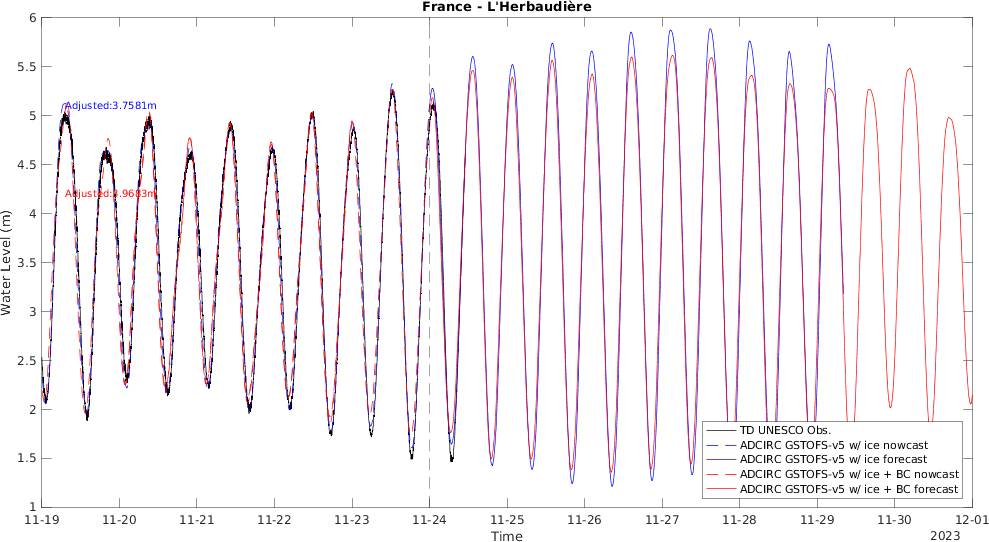 France - L'Herbaudière
Water Level (m)
6
5.5
5
4.5
4
3.5
3
2.5
2
1.5
1
Adjusted:3.7581m
Adjusted:3.9683m
TD UNESCO Obs.
ADCIRC GSTOFS-v5 w/ ice nowcast
ADCIRC GSTOFS-v5 w/ ice forecast
ADCIRC GSTOFS-v5 w/ ice + BC nowcast
ADCIRC GSTOFS-v5 w/ ice + BC forecast
11-19 11-20 11-21 11-22 11-23 11-24 11-25 11-26 11-27 11-28 11-29 11-30 12-01
Time
2023